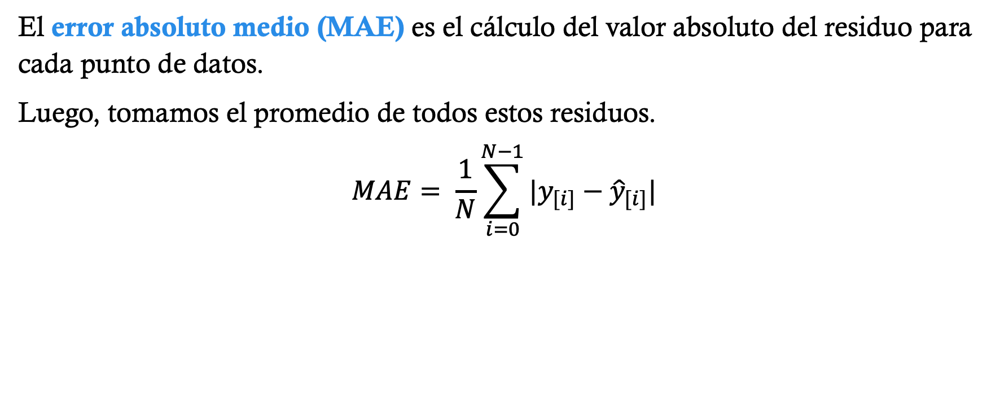 El error absoluto medio (MAE) es el cálculo del valor absoluto del residuo para
cada punto de datos.
Luego, tomamos el promedio de todos estos residuos.
$MAE = \frac{1}{N} \sum_{i=0}^{N-1} |y_{[i]} - \hat{y}_{[i]}|$